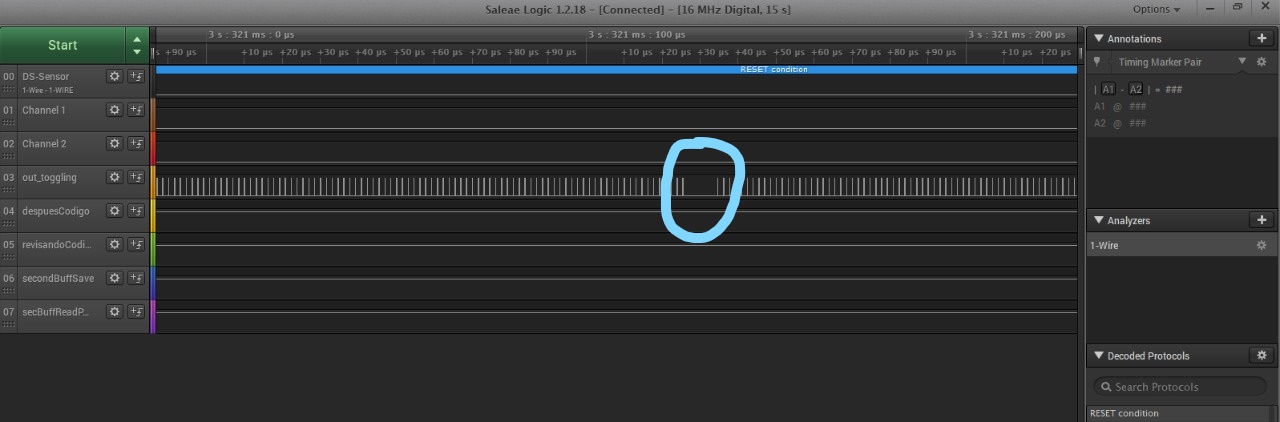 Saleae Logic 1.2.18 - [Connected] - [16 MHz Digital, 15 s]
Options
Start
3 s : 321 ms : 0 µs
3 s : 321 ms : 100 µs
3 s : 321 ms : 200 µs
s +90 µs +10 µs +20 µs +30 µs +40 µs +50 µs +60 µs +70 µs +80 µs +90 µs +10 µs +20 µs +30 µs +40 µs +50 µs +60 µs +70 µs +80 µs +90 µs +10 µs +20 µs
00 DS-Sensor
1-Wire - 1-WIRE
RESET condition
01 Channel 1
02 Channel 2
03 out_toggling
04 despuesCodigo
05 revisandoCodi...
06 secondBuffSave
07 secBuffReadP...
Annotations
Timing Marker Pair
| A1 - A2 | = ###
A1 @ ###
A2 @ ###
Analyzers
1-Wire
Decoded Protocols
Search Protocols
RESET condition